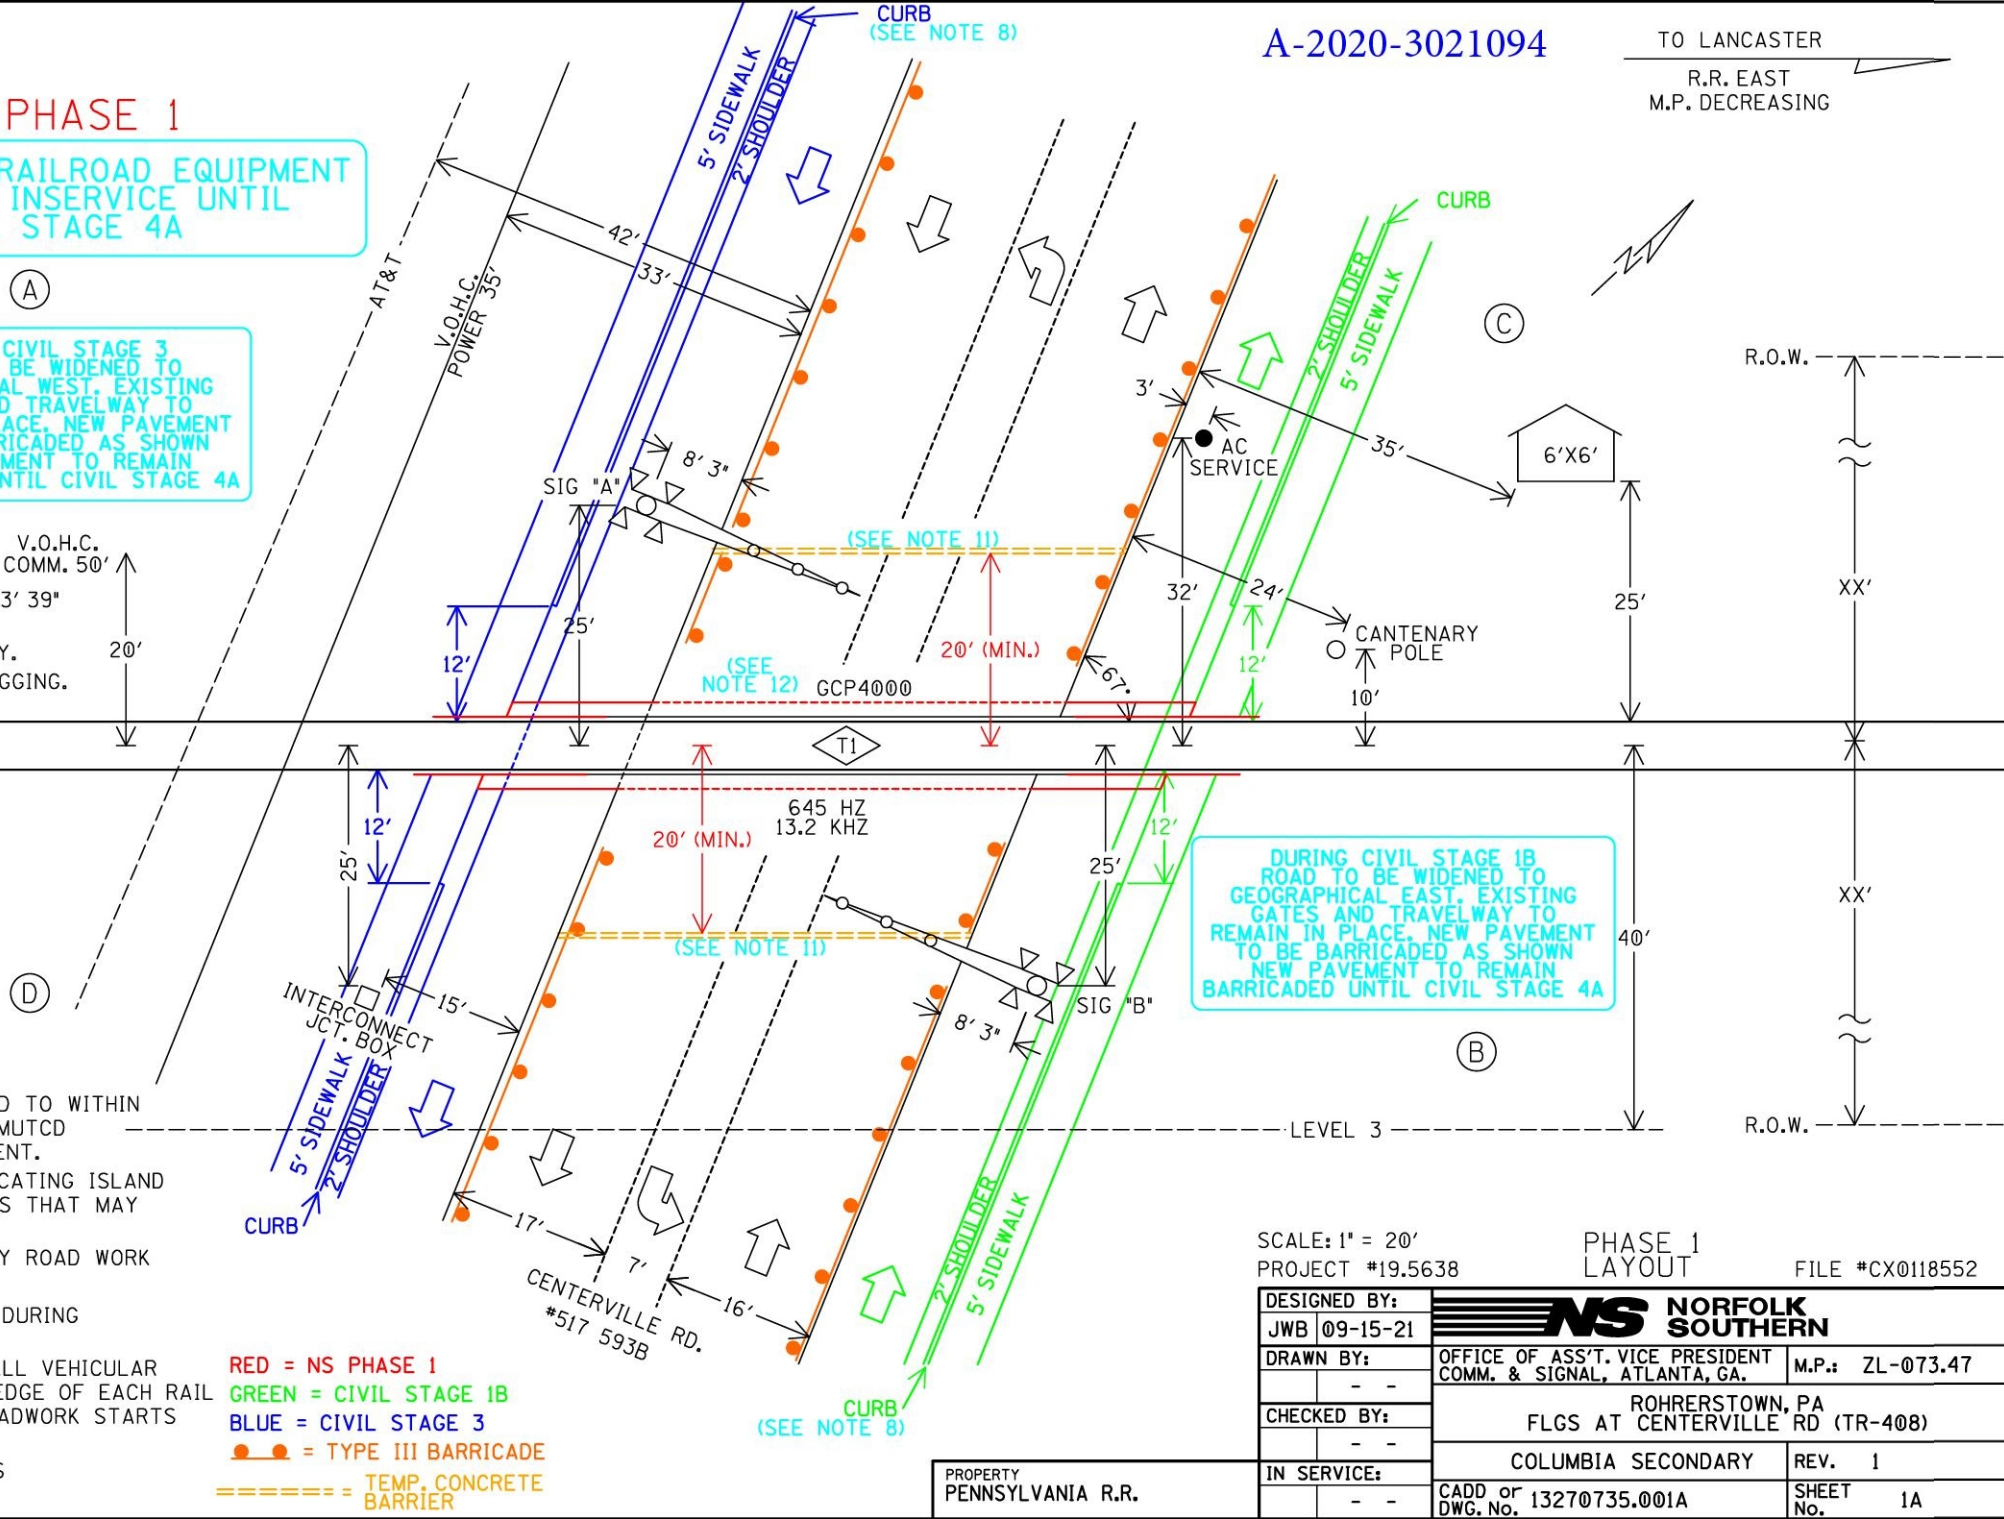 A-2020-3021094
TO LANCASTER
R.R. EAST
M.P. DECREASING
CURB
(SEE NOTE 8)
5' SIDEWALK
2' SHOULDER
PHASE 1
RAILROAD EQUIPMENT
INSERVICE UNTIL
STAGE 4A
A
42'
33'
AT&T
V.O.H.C.
POWER 35'
CURB
2' SHOULDER
5' SIDEWALK
N
C
R.O.W.
CIVIL STAGE 3
BE WIDENED TO
AL WEST. EXISTING
D TRAVELWAY TO
ACE. NEW PAVEMENT
RICADED AS SHOWN
MENT TO REMAIN
NTIL CIVIL STAGE 4A
3'
AC
SERVICE
35'
6'X6'
8' 3"
SIG "A"
(SEE NOTE 11)
V.O.H.C.
COMM. 50'
3' 39"
Y.
GGING.
20'
12'
25'
20' (MIN.)
32'
24'
CANTENARY
POLE
12'
10'
25'
XX'
(SEE
NOTE 12)
GCP4000
67°
T1
645 HZ
13.2 KHZ
20' (MIN.)
12'
25'
25'
12'
(SEE NOTE 11)
DURING CIVIL STAGE 1B
ROAD TO BE WIDENED TO
GEOGRAPHICAL EAST. EXISTING
GATES AND TRAVELWAY TO
REMAIN IN PLACE. NEW PAVEMENT
TO BE BARRICADED AS SHOWN
NEW PAVEMENT TO REMAIN
BARRICADED UNTIL CIVIL STAGE 4A
40'
XX'
D
INTERCONNECT
JCT. BOX
15'
8' 3"
SIG "B"
B
5' SIDEWALK
2' SHOULDER
CURB
LEVEL 3
R.O.W.
D TO WITHIN
MUTCD
ENT.
CATING ISLAND
S THAT MAY
Y ROAD WORK
DURING
LL VEHICULAR
EDGE OF EACH RAIL
ADWORK STARTS
S
17'
7'
16'
CENTERVILLE RD.
#517 593B
2' SHOULDER
5' SIDEWALK
CURB
(SEE NOTE 8)
RED = NS PHASE 1
GREEN = CIVIL STAGE 1B
BLUE = CIVIL STAGE 3
= TYPE III BARRICADE
= TEMP. CONCRETE
BARRIER
SCALE: 1" = 20'
PROJECT #19.5638
PHASE 1
LAYOUT
FILE #CX0118552
DESIGNED BY:
JWB 09-15-21
DRAWN BY:
- -
CHECKED BY:
- -
IN SERVICE:
- -
NS NORFOLK
SOUTHERN
OFFICE OF ASS'T. VICE PRESIDENT
COMM. & SIGNAL, ATLANTA, GA.
M.P.: ZL-073.47
ROHRERSTOWN, PA
FLGS AT CENTERVILLE RD (TR-408)
COLUMBIA SECONDARY
REV. 1
CADD or
DWG. No. 13270735.001A
SHEET
No. 1A
PROPERTY
PENNSYLVANIA R.R.